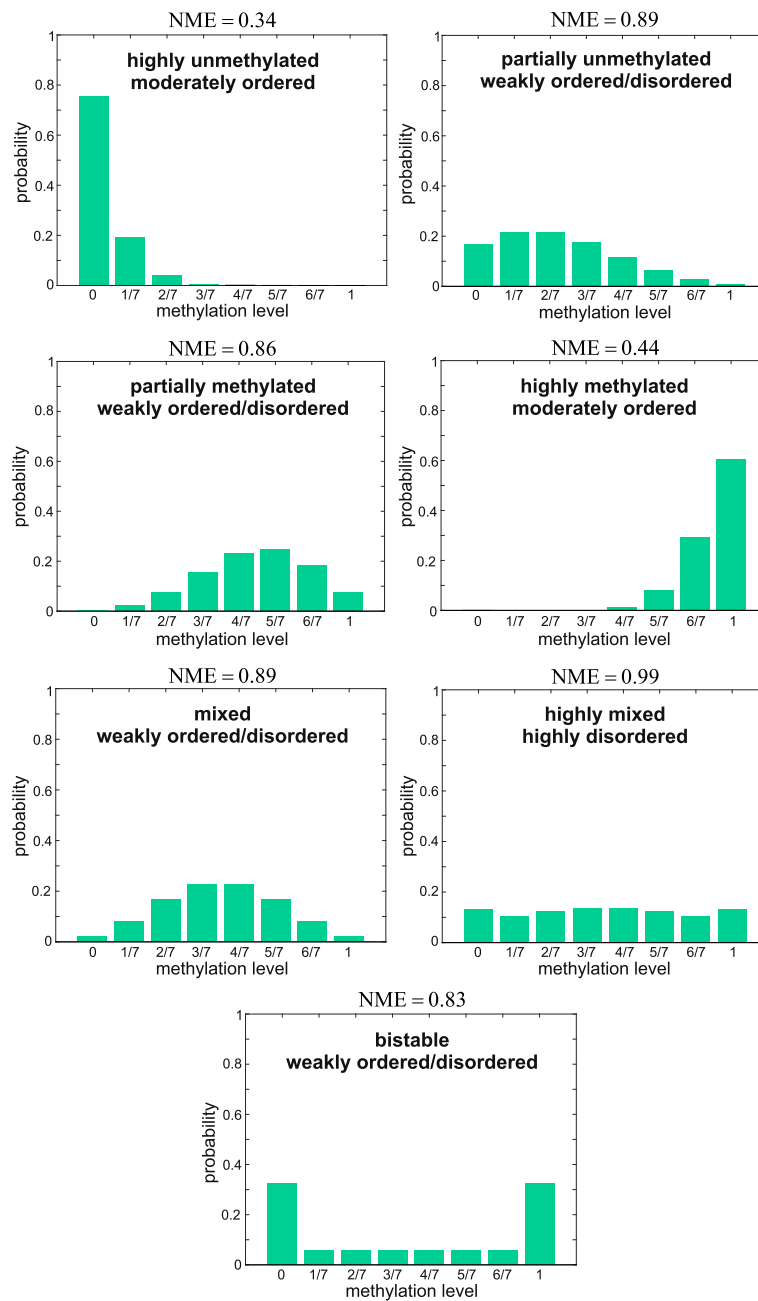 NME = 0.34
highly unmethylated
moderately ordered
probability
1
0.8
0.6
0.4
0.2
0
0 1/7 2/7 3/7 4/7 5/7 6/7 1
methylation level
NME = 0.89
partially unmethylated
weakly ordered/disordered
probability
1
0.8
0.6
0.4
0.2
0
0 1/7 2/7 3/7 4/7 5/7 6/7 1
methylation level
NME = 0.86
partially methylated
weakly ordered/disordered
probability
1
0.8
0.6
0.4
0.2
0
0 1/7 2/7 3/7 4/7 5/7 6/7 1
methylation level
NME = 0.44
highly methylated
moderately ordered
probability
1
0.8
0.6
0.4
0.2
0
0 1/7 2/7 3/7 4/7 5/7 6/7 1
methylation level
NME = 0.89
mixed
weakly ordered/disordered
probability
1
0.8
0.6
0.4
0.2
0
0 1/7 2/7 3/7 4/7 5/7 6/7 1
methylation level
NME = 0.99
highly mixed
highly disordered
probability
1
0.8
0.6
0.4
0.2
0
0 1/7 2/7 3/7 4/7 5/7 6/7 1
methylation level
NME = 0.83
bistable
weakly ordered/disordered
probability
1
0.8
0.6
0.4
0.2
0
0 1/7 2/7 3/7 4/7 5/7 6/7 1
methylation level